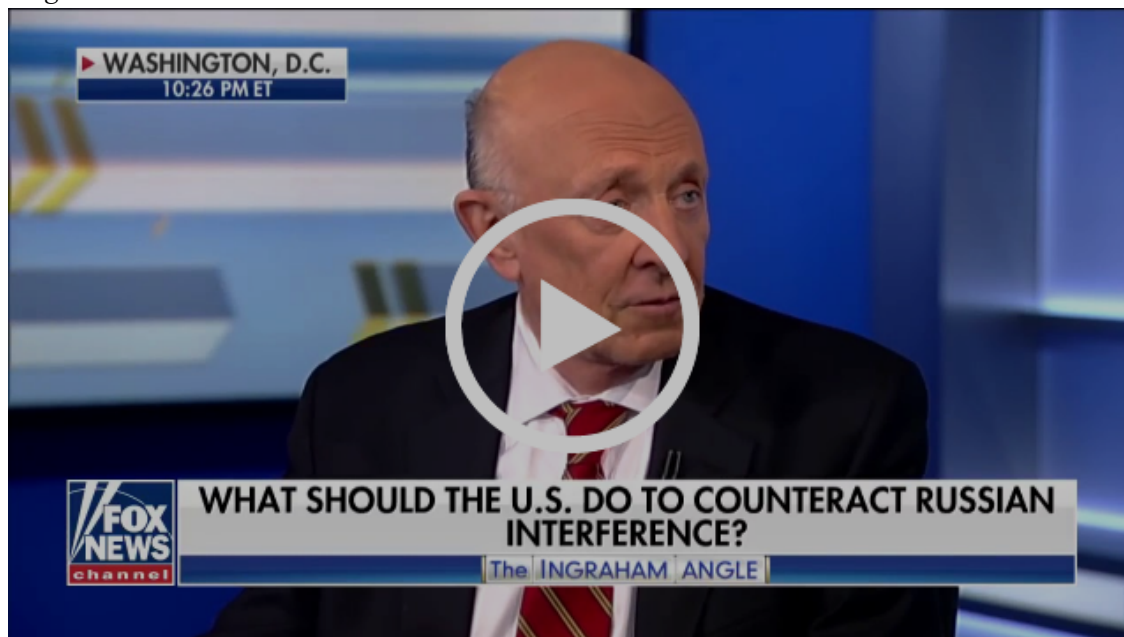 WASHINGTON, D.C.
10:26 PM ET
WHAT SHOULD THE U.S. DO TO COUNTERACT RUSSIAN
INTERFERENCE?
FOX
NEWS
channel
The INGRAHAM ANGLE